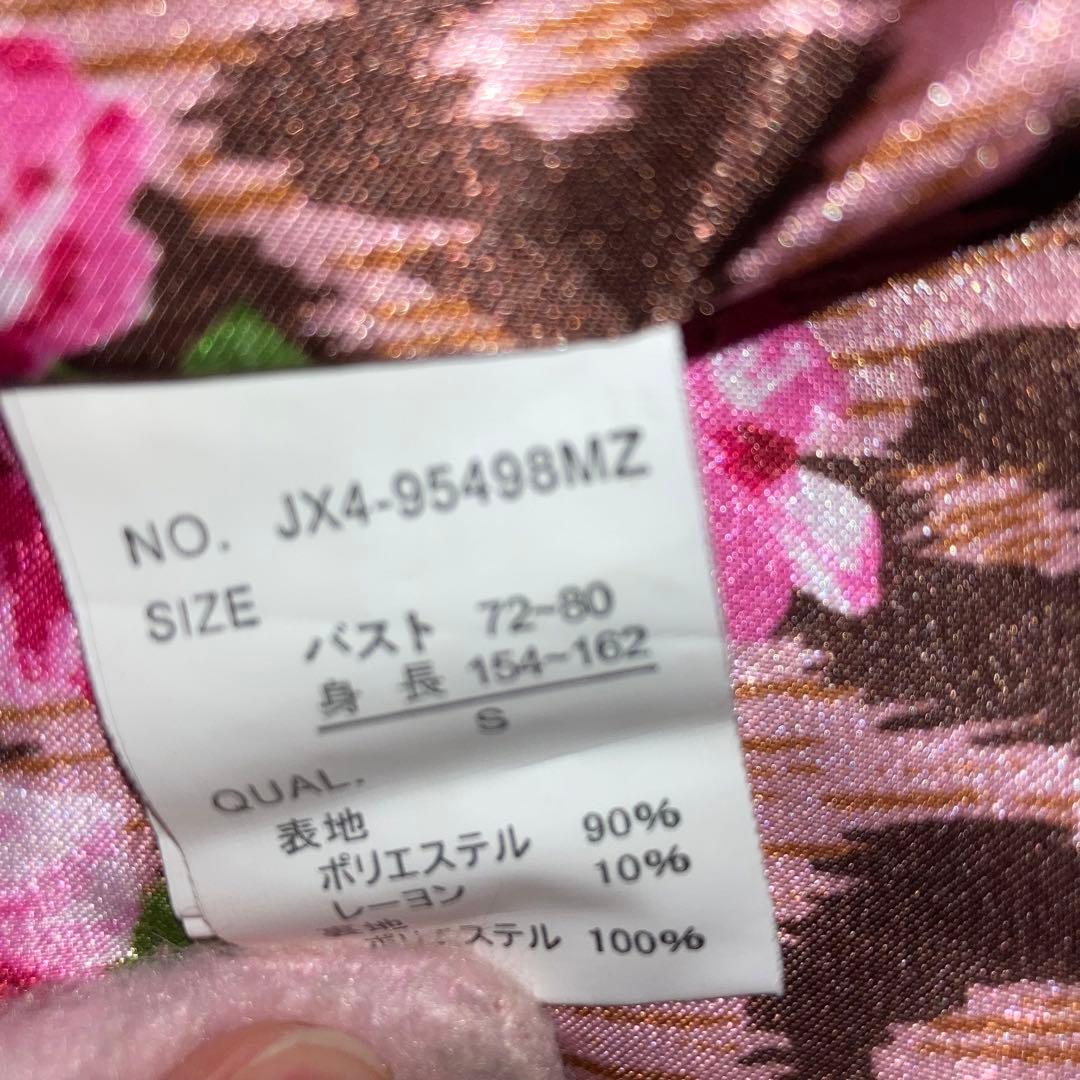 NO. JX4-95498MZ
SIZE
バスト 72~80
身長 154~162
S
QUAL.
表地
ポリエステル 90%
レーヨン 10%
ポリエステル 100%